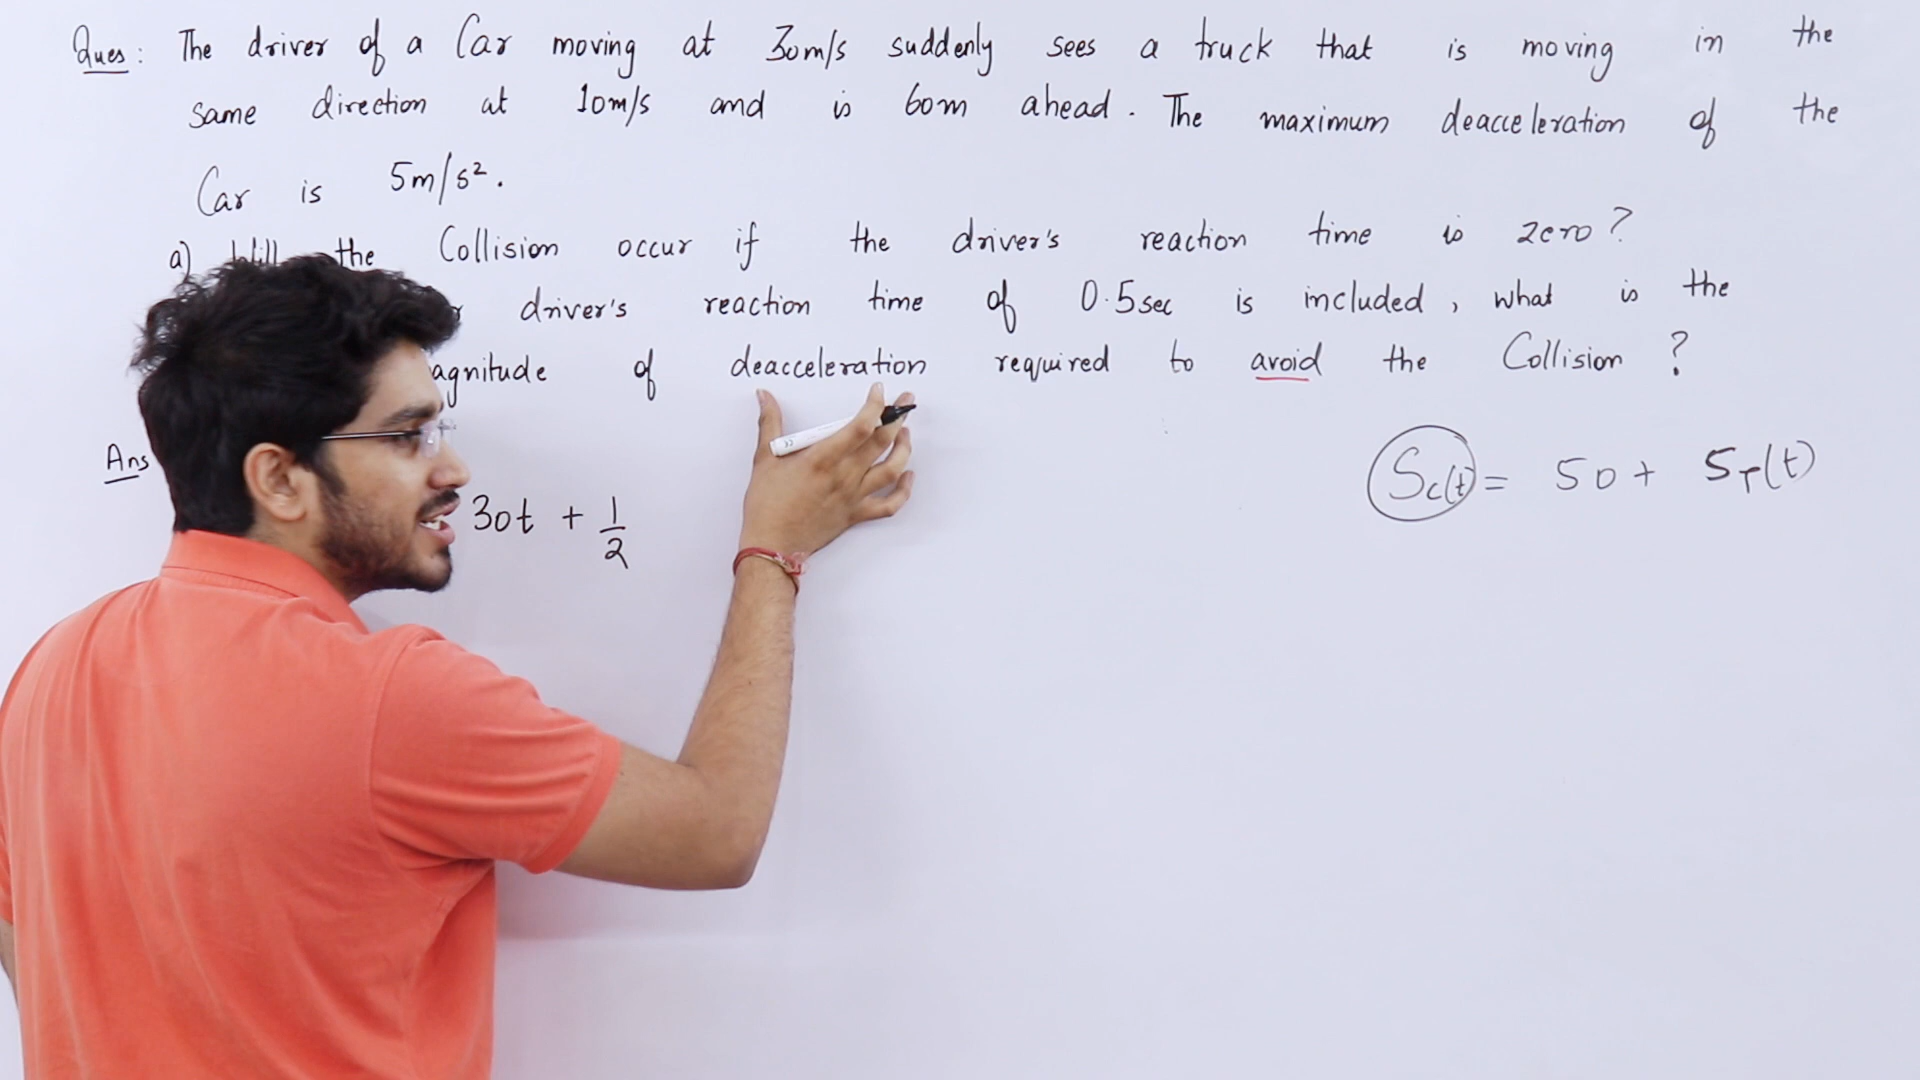 Ques: The driver of a Car moving at 30m/s suddenly sees a truck that is moving in the
same direction at 10m/s and is 60m ahead. The maximum deacceleration of the
Car is 5m/s².
a) Will the Collision occur if the driver's reaction time is zero?
driver's reaction time of 0.5sec is included, what is the
agnitude of deacceleration required to avoid the Collision?
Ans
Sc(t) = 50 + ST(t)
30t + 1/2